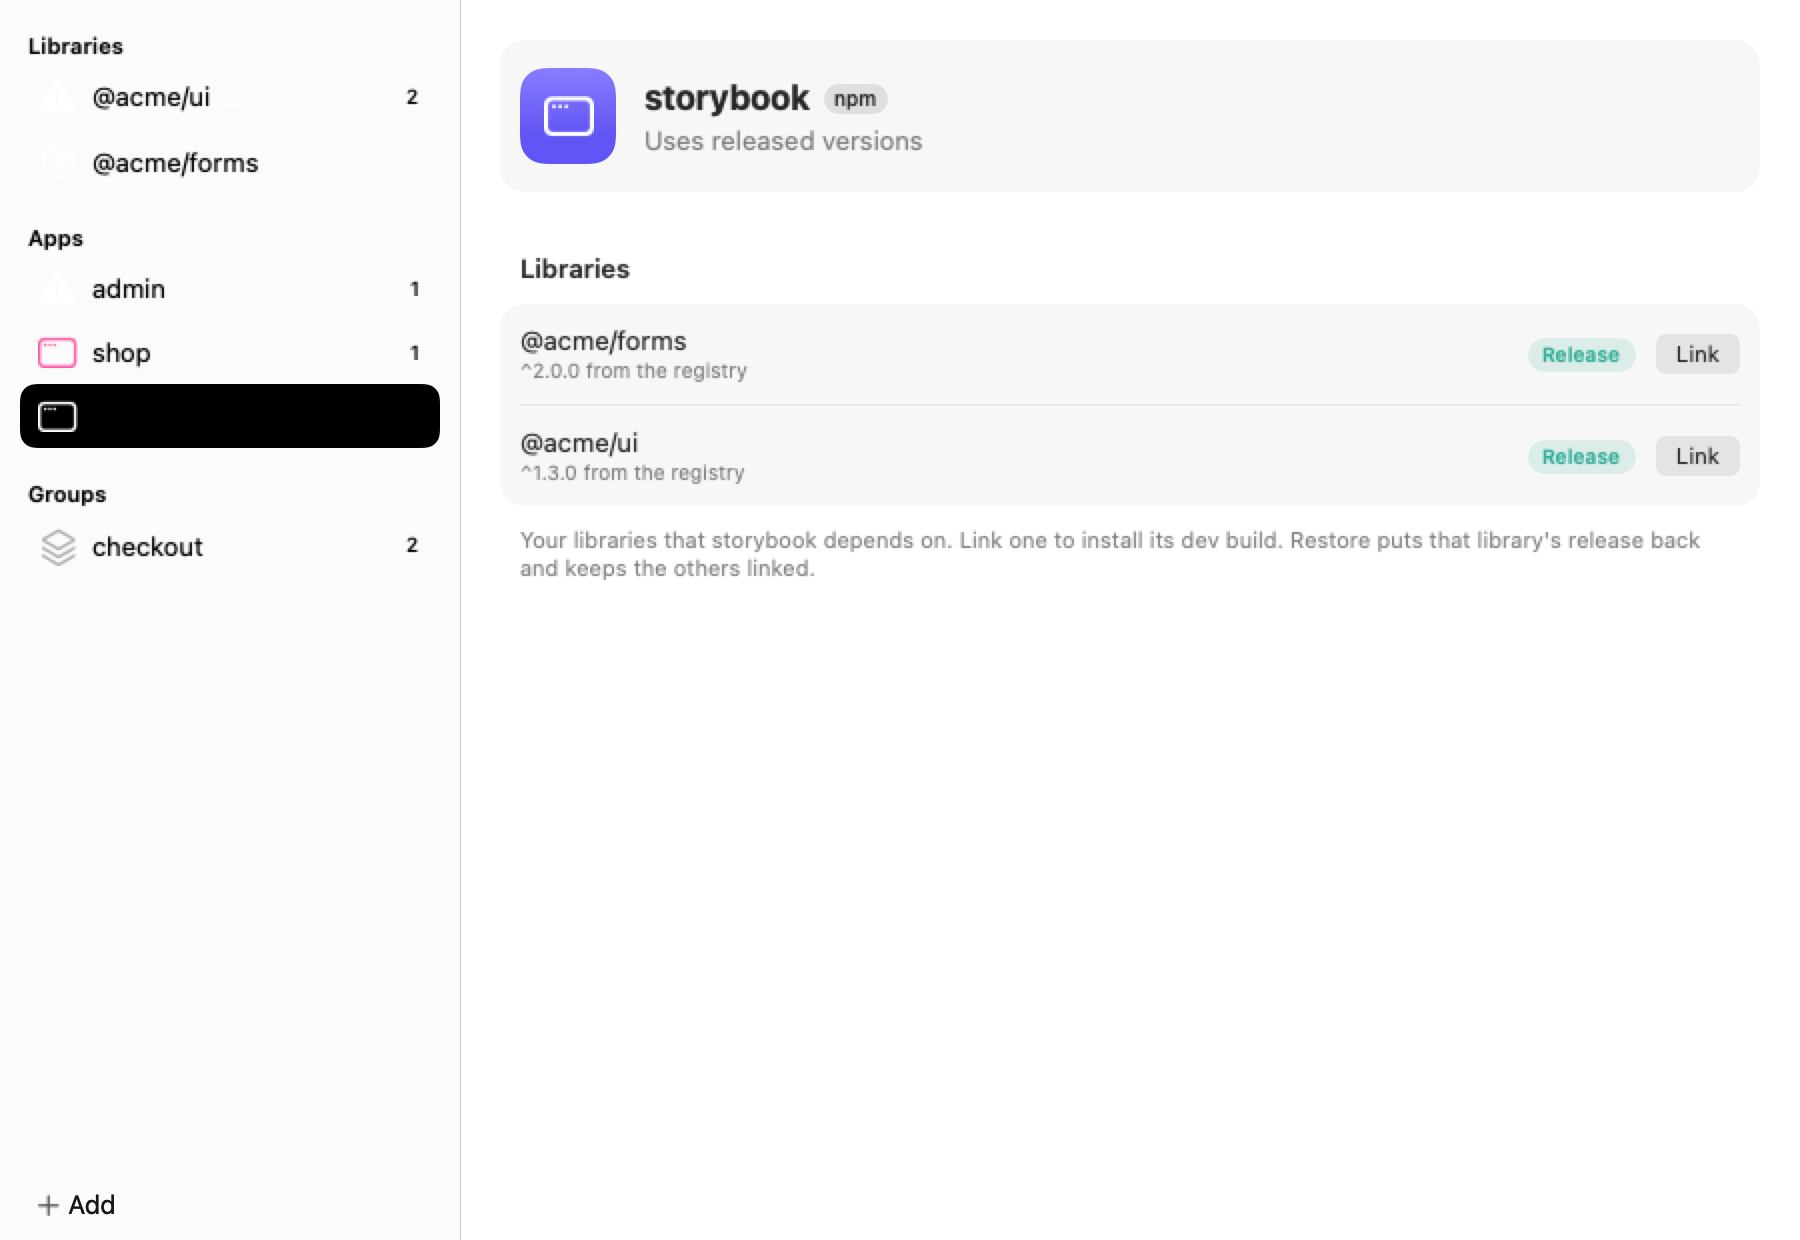 Libraries
@acme/ui 2
@acme/forms
Apps
admin 1
shop 1
Groups
checkout 2
Add
storybook npm
Uses released versions
Libraries
@acme/forms
^2.0.0 from the registry
Release Link
@acme/ui
^1.3.0 from the registry
Release Link
Your libraries that storybook depends on. Link one to install its dev build. Restore puts that library's release back
and keeps the others linked.